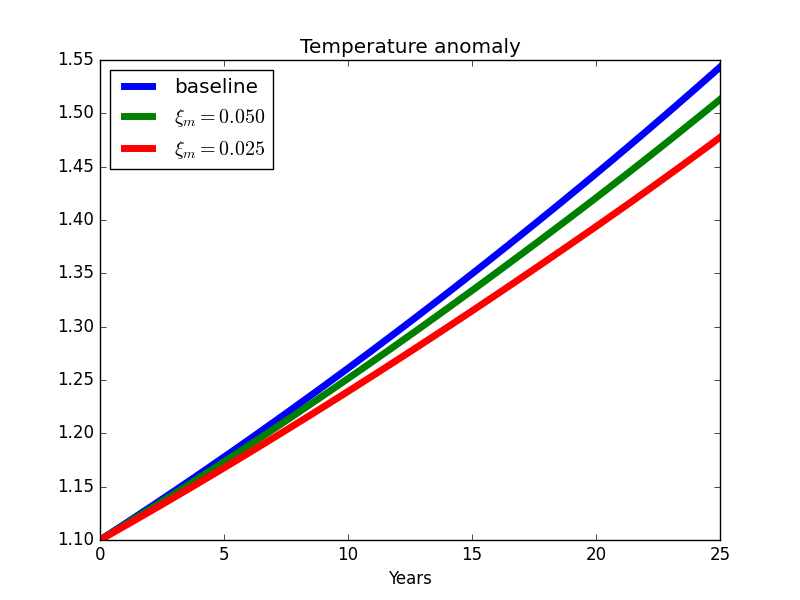 Temperature anomaly
1.55
1.50
1.45
1.40
1.35
1.30
1.25
1.20
1.15
1.10
baseline
ξₘ = 0.050
ξₘ = 0.025
0 5 10 15 20 25
Years